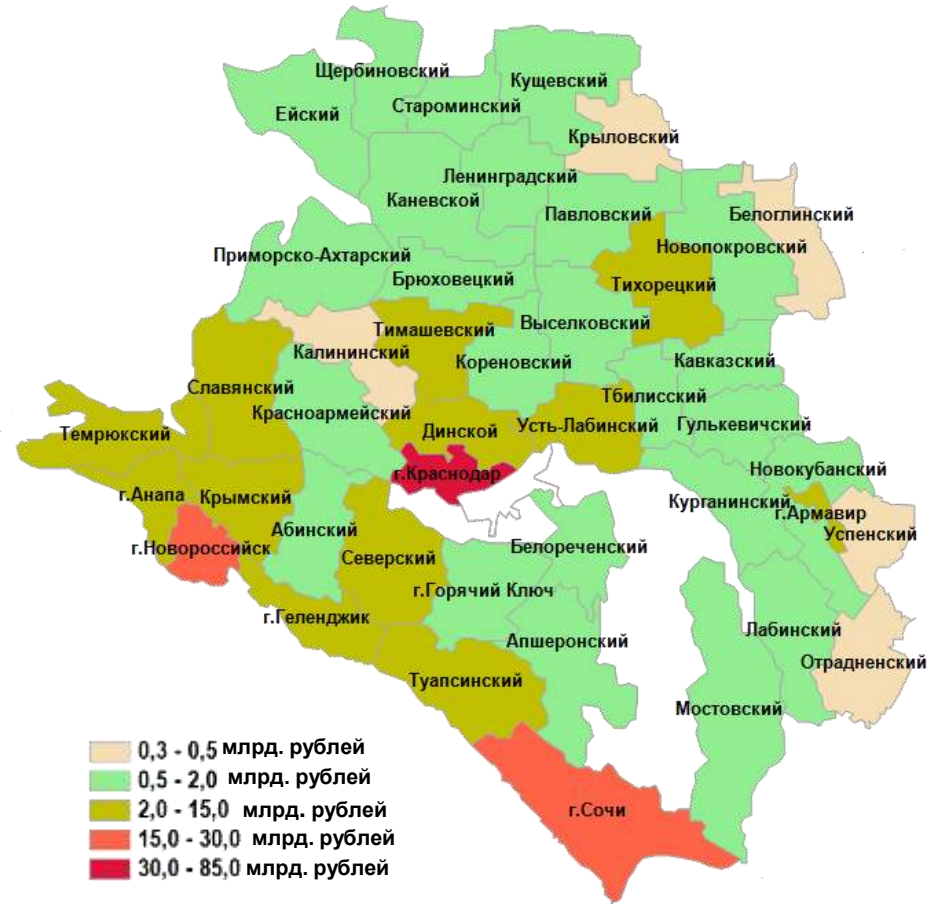 Щербиновский
Кущевский
Староминский
Ейский
Крыловский
Ленинградский
Каневской
Павловский
Белоглинский
Новопокровский
Приморско-Ахтарский
Брюховецкий
Тихорецкий
Тимашевский
Выселковский
Калининский
Кореновский
Кавказский
Славянский
Тбилисский
Красноармейский
Темрюкский
Динской
Усть-Лабинский
Гулькевичский
г.Краснодар
Новокубанский
г.Анапа
Крымский
Курганинский
г.Армавир
Абинский
Успенский
г.Новороссийск
Белореченский
Северский
г.Горячий Ключ
г.Геленджик
Апшеронский
Лабинский
Отрадненский
Туапсинский
Мостовский
г.Сочи
0,3 - 0,5 млрд. рублей
0,5 - 2,0 млрд. рублей
2,0 - 15,0 млрд. рублей
15,0 - 30,0 млрд. рублей
30,0 - 85,0 млрд. рублей